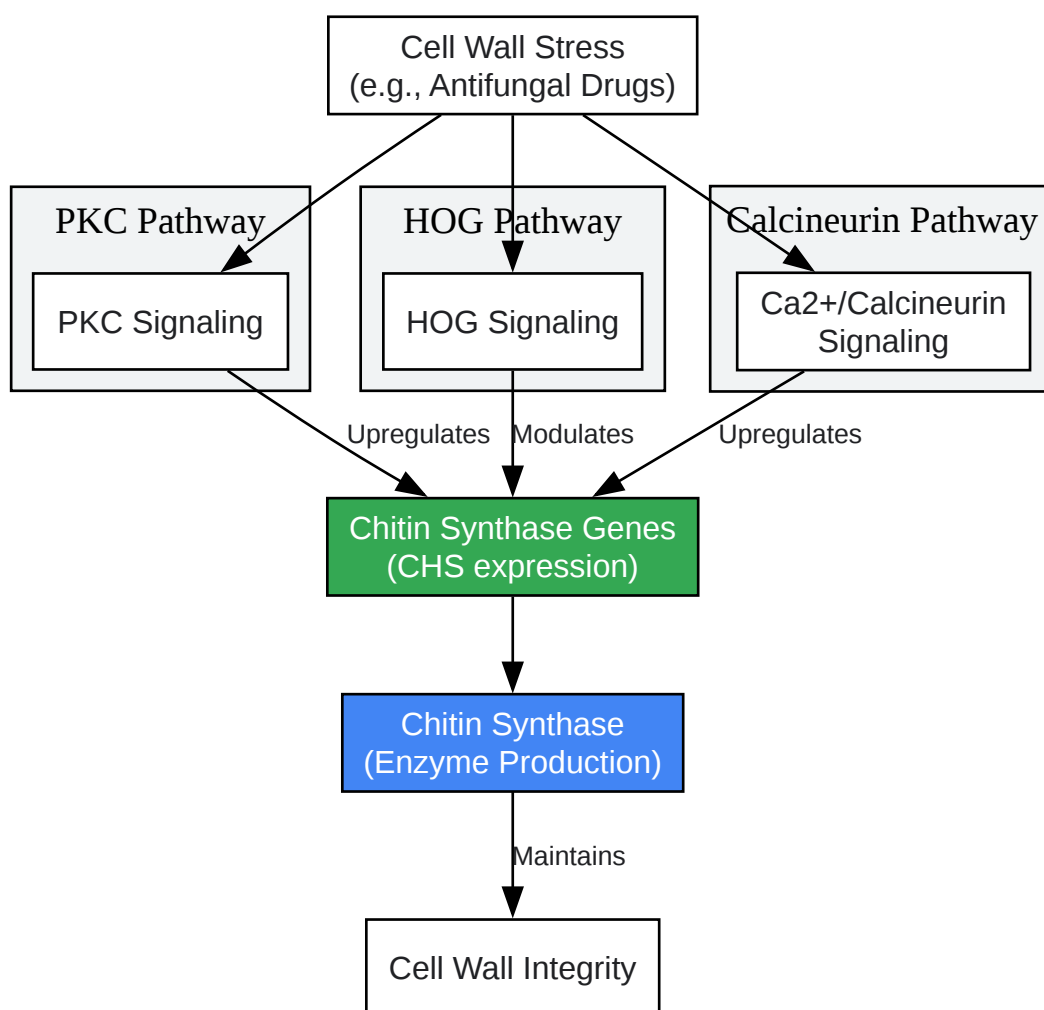 Cell Wall Stress
(e.g., Antifungal Drugs)
PKC Pathway
HOG Pathway
Calcineurin Pathway
PKC Signaling
HOG Signaling
Ca2+/Calcineurin
Signaling
Upregulates
Modulates
Upregulates
Chitin Synthase Genes
(CHS expression)
Chitin Synthase
(Enzyme Production)
Maintains
Cell Wall Integrity